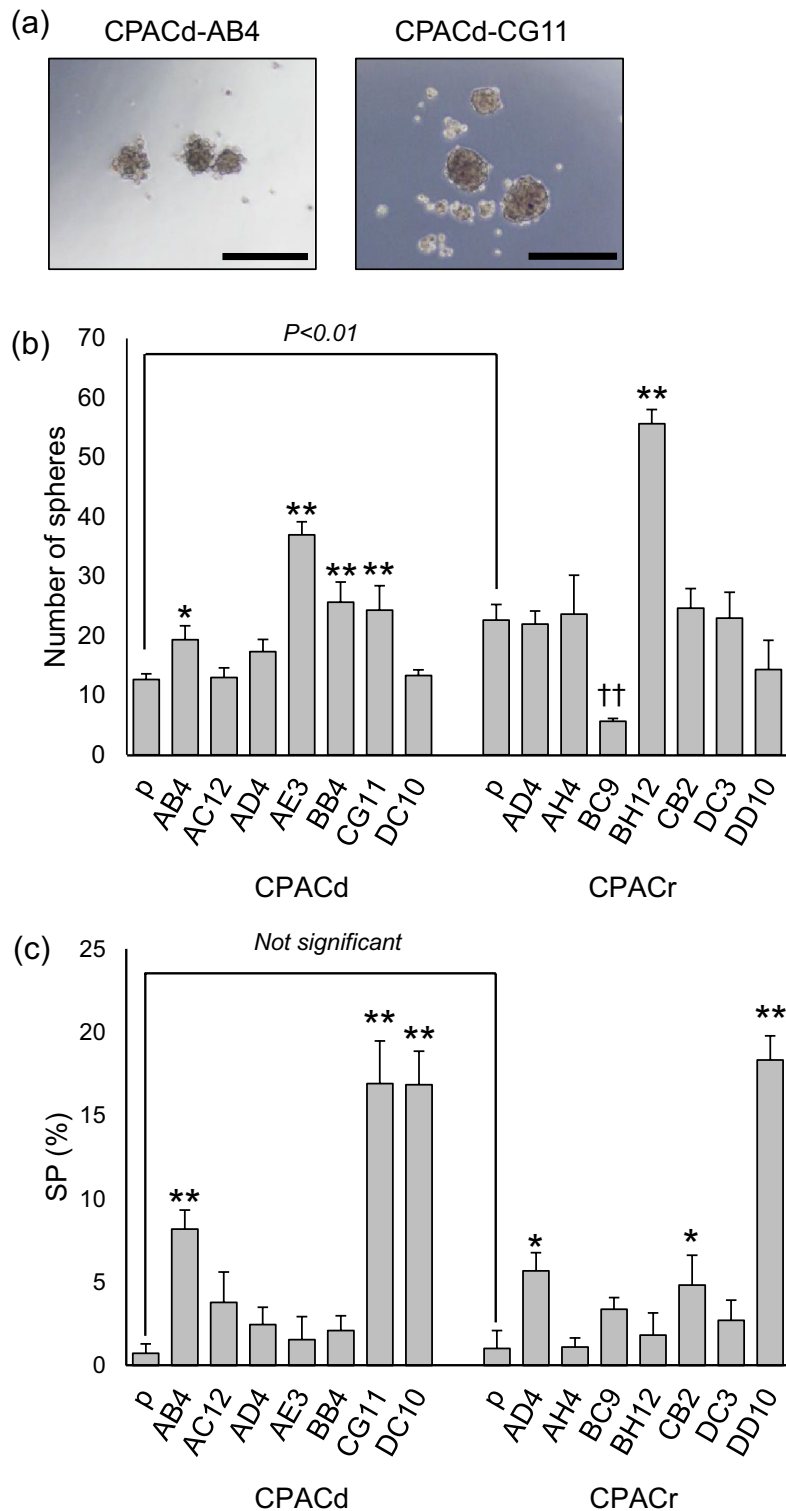 (a)
CPACd-AB4 CPACd-CG11
(b)
P<0.01
Number of spheres
70
60
50
40
30
20
10
0
* ** ** ** †† **
p AB4 AC12 AD4 AE3 BB4 CG11 DC10 p AD4 AH4 BC9 BH12 CB2 DC3 DD10
CPACd CPACr
(c)
Not significant
SP (%)
25
20
15
10
5
0
** ** ** * * **
p AB4 AC12 AD4 AE3 BB4 CG11 DC10 p AD4 AH4 BC9 BH12 CB2 DC3 DD10
CPACd CPACr